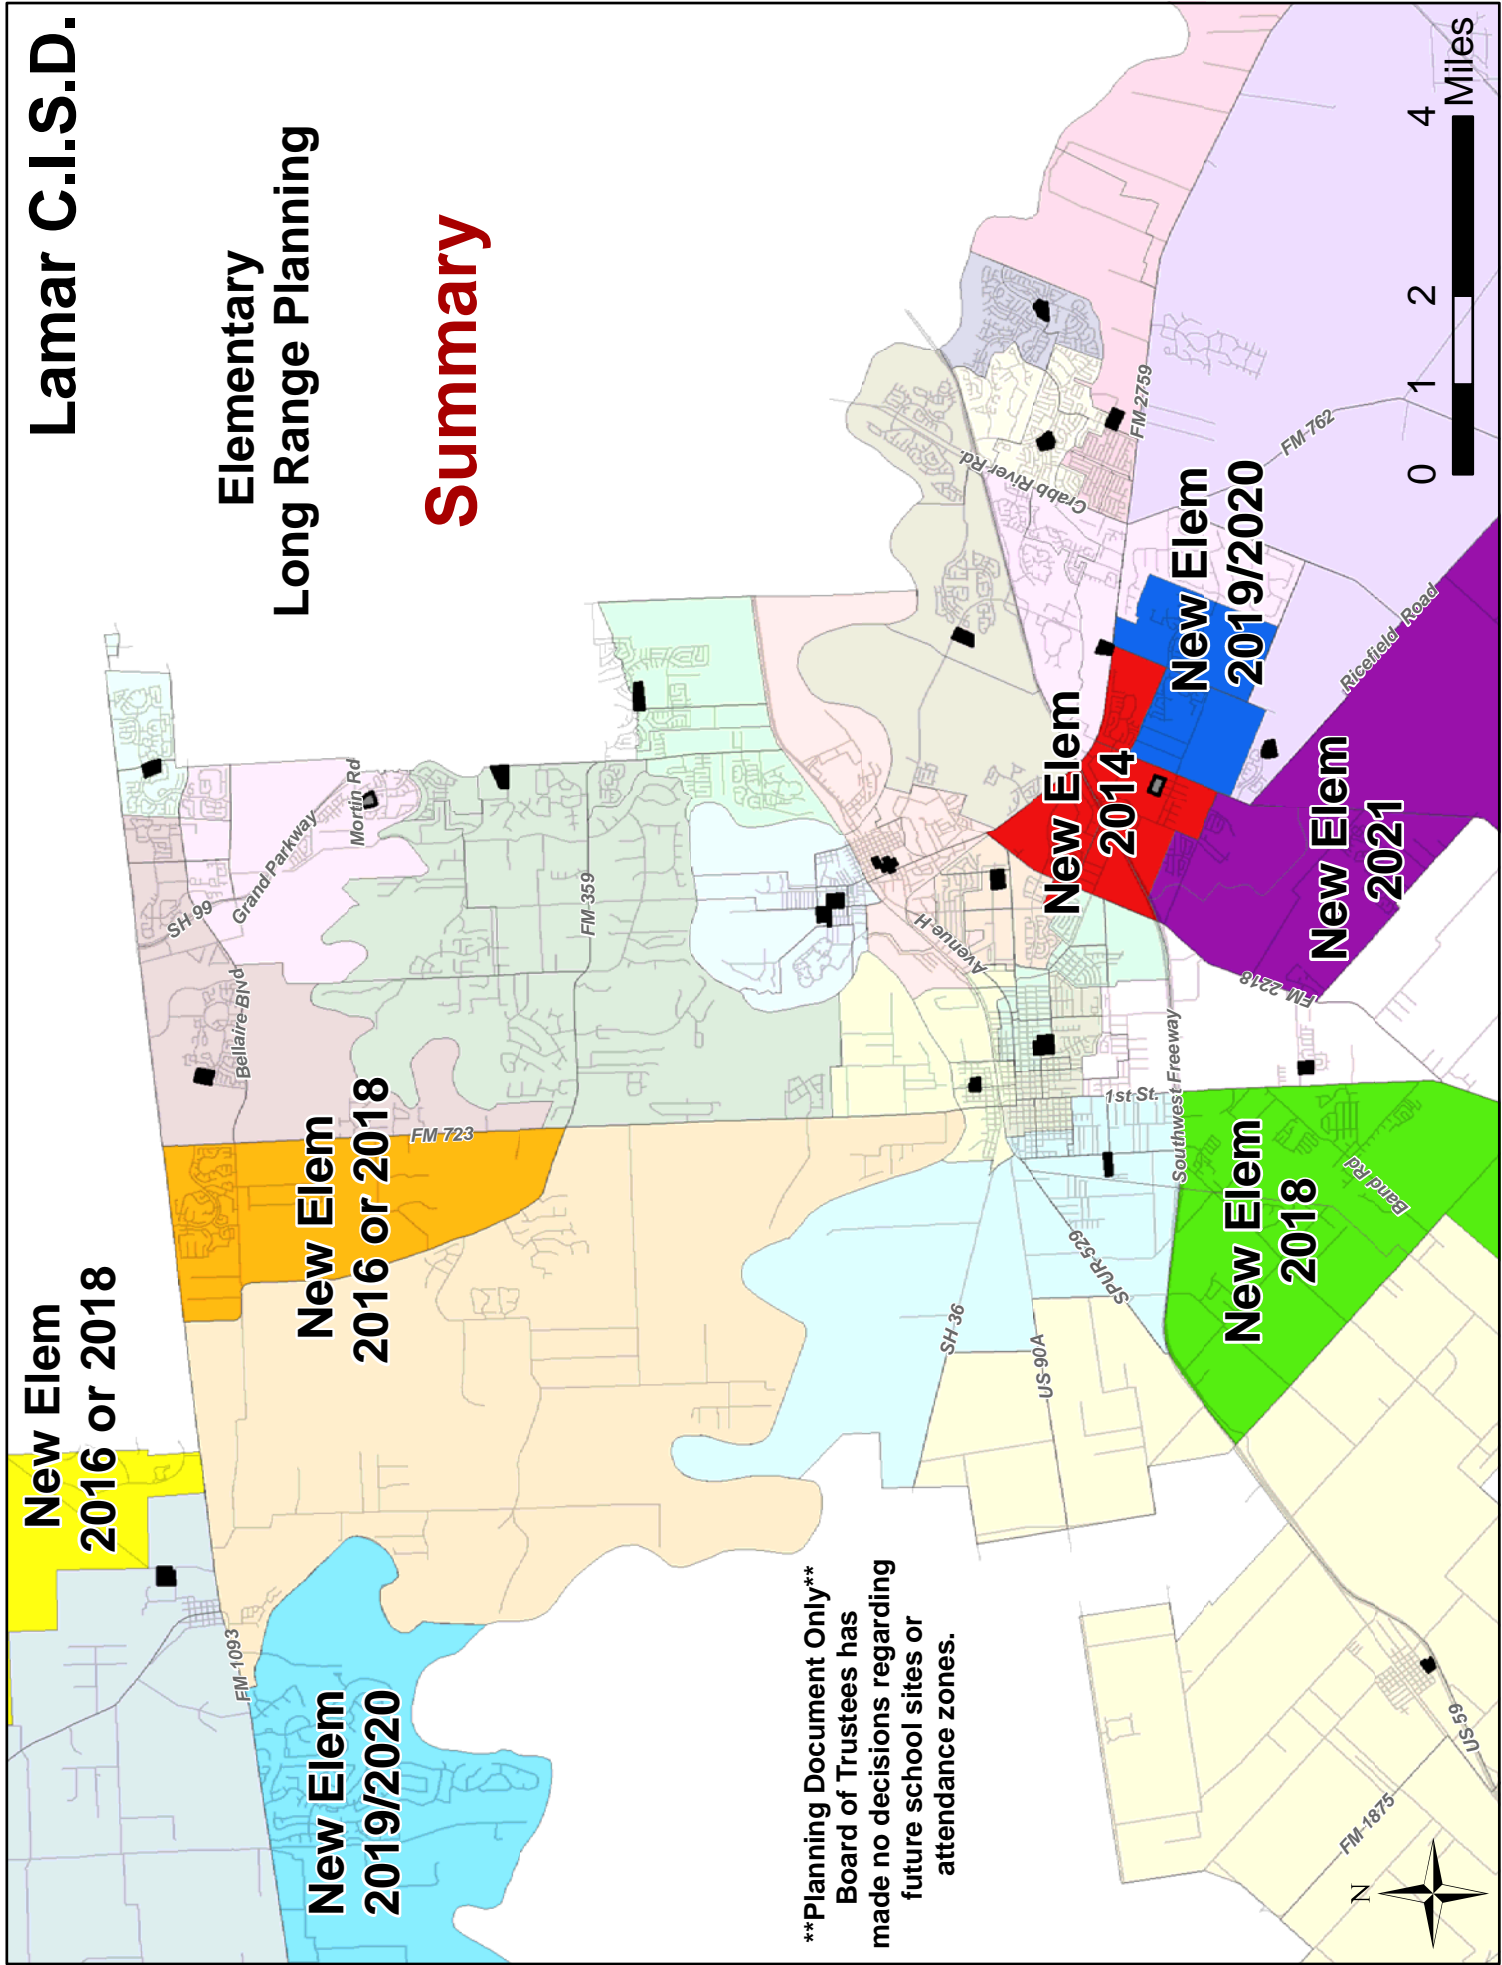 Lamar C.I.S.D.
Elementary
Long Range Planning
Summary
New Elem
2016 or 2018
New Elem
2016 or 2018
New Elem
2019/2020
New Elem
2014
New Elem
2019/2020
New Elem
2021
New Elem
2018
**Planning Document Only**
Board of Trustees has
made no decisions regarding
future school sites or
attendance zones.
FM-1093
Bellaire Blvd
SH 99
Grand Parkway
Mortin Rd
FM 723
FM-359
Avenue H
Crabb River Rd.
FM-2759
FM-762
Ricefield Road
FM 2218
Southwest Freeway
1st St.
Band Rd
SPUR-529
SH-36
US-90A
US-59
FM-1875
N
0 1 2 4
Miles